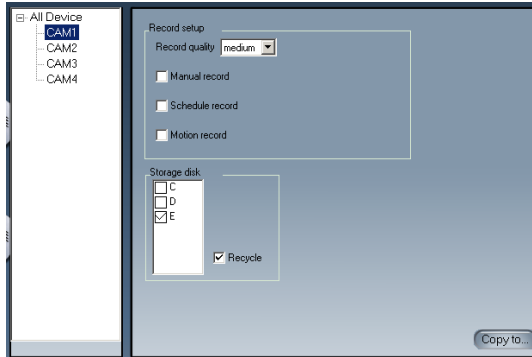 All Device
CAM1
CAM2
CAM3
CAM4
Record setup
Record quality medium
Manual record
Schedule record
Motion record
Storage disk
C
D
E
Recycle
Copy to...